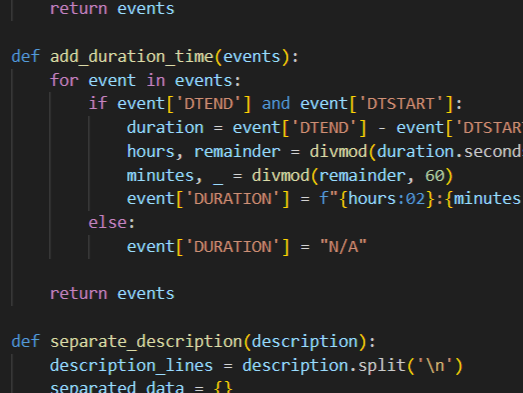 return events

def add_duration_time(events):
    for event in events:
        if event['DTEND'] and event['DTSTART']:
            duration = event['DTEND'] - event['DTSTAR
            hours, remainder = divmod(duration.second
            minutes, _ = divmod(remainder, 60)
            event['DURATION'] = f"{hours:02}:{minutes
        else:
            event['DURATION'] = "N/A"

    return events

def separate_description(description):
    description_lines = description.split('\n')
    separated_data = {}